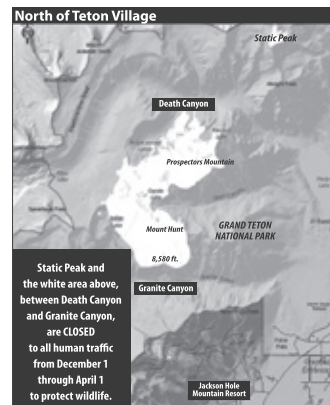 North of Teton Village
Static Peak
Death Canyon
Prospectors Mountain
Mount Hunt
GRAND TETON
NATIONAL PARK
8,580 ft.
Granite Canyon
Static Peak and
the white area above,
between Death Canyon
and Granite Canyon,
are CLOSED
to all human traffic
from December 1
through April 1
to protect wildlife.
Jackson Hole
Mountain Resort